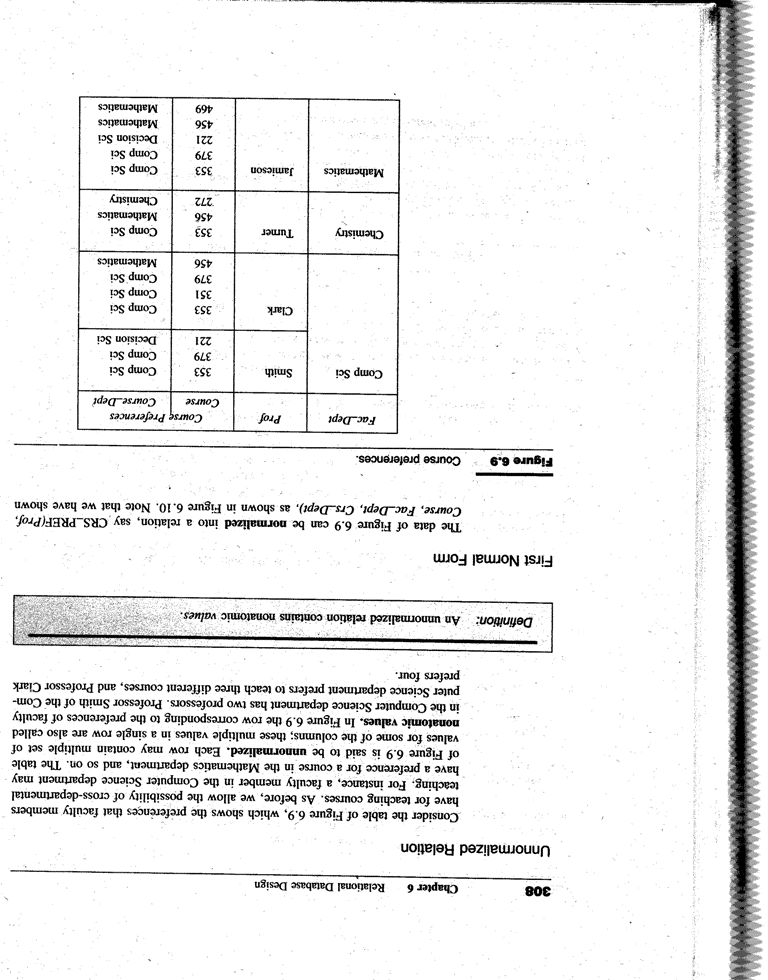 308 Chapter 6 Relational Database Design
Unnormalized Relation
Consider the table of Figure 6.9, which shows the preferences that faculty members
have for teaching courses. As before, we allow the possibility of cross-departmental
teaching. For instance, a faculty member in the Computer Science department may
have a preference for a course in the Mathematics department, and so on. The table
of Figure 6.9 is said to be unnormalized. Each row may contain multiple set of
values for some of the columns; these multiple values in a single row are also called
nonatomic values. In Figure 6.9 the row corresponding to the preferences of faculty
in the Computer Science department has two professors. Professor Smith of the Com-
puter Science department prefers to teach three different courses, and Professor Clark
prefers four.
Definition: An unnormalized relation contains nonatomic values.
First Normal Form
The data of Figure 6.9 can be normalized into a relation, say CRS_PREF(Prof,
Course, Fac_Dept, Crs_Dept), as shown in Figure 6.10. Note that we have shown
Figure 6.9 Course preferences.
Fac_Dept Prof Course Preferences
Course Course_Dept
Comp Sci Smith 353 Comp Sci
379 Comp Sci
221 Decision Sci
Clark 353 Comp Sci
351 Comp Sci
379 Comp Sci
456 Mathematics
Chemistry Turner 353 Comp Sci
456 Mathematics
272 Chemistry
Mathematics Jamieson 353 Comp Sci
379 Comp Sci
221 Decision Sci
456 Mathematics
469 Mathematics